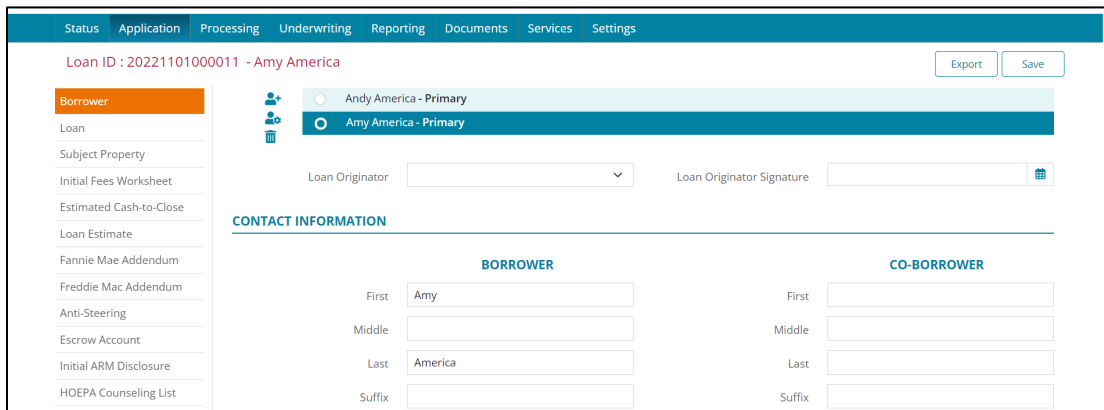 Status Application Processing Underwriting Reporting Documents Services Settings
Loan ID : 20221101000011 - Amy America
Export Save
Borrower
Loan
Subject Property
Initial Fees Worksheet
Estimated Cash-to-Close
Loan Estimate
Fannie Mae Addendum
Freddie Mac Addendum
Anti-Steering
Escrow Account
Initial ARM Disclosure
HOEPA Counseling List
Andy America - Primary
Amy America - Primary
Loan Originator
Loan Originator Signature
CONTACT INFORMATION
BORROWER
First Amy
Middle
Last America
Suffix
CO-BORROWER
First
Middle
Last
Suffix